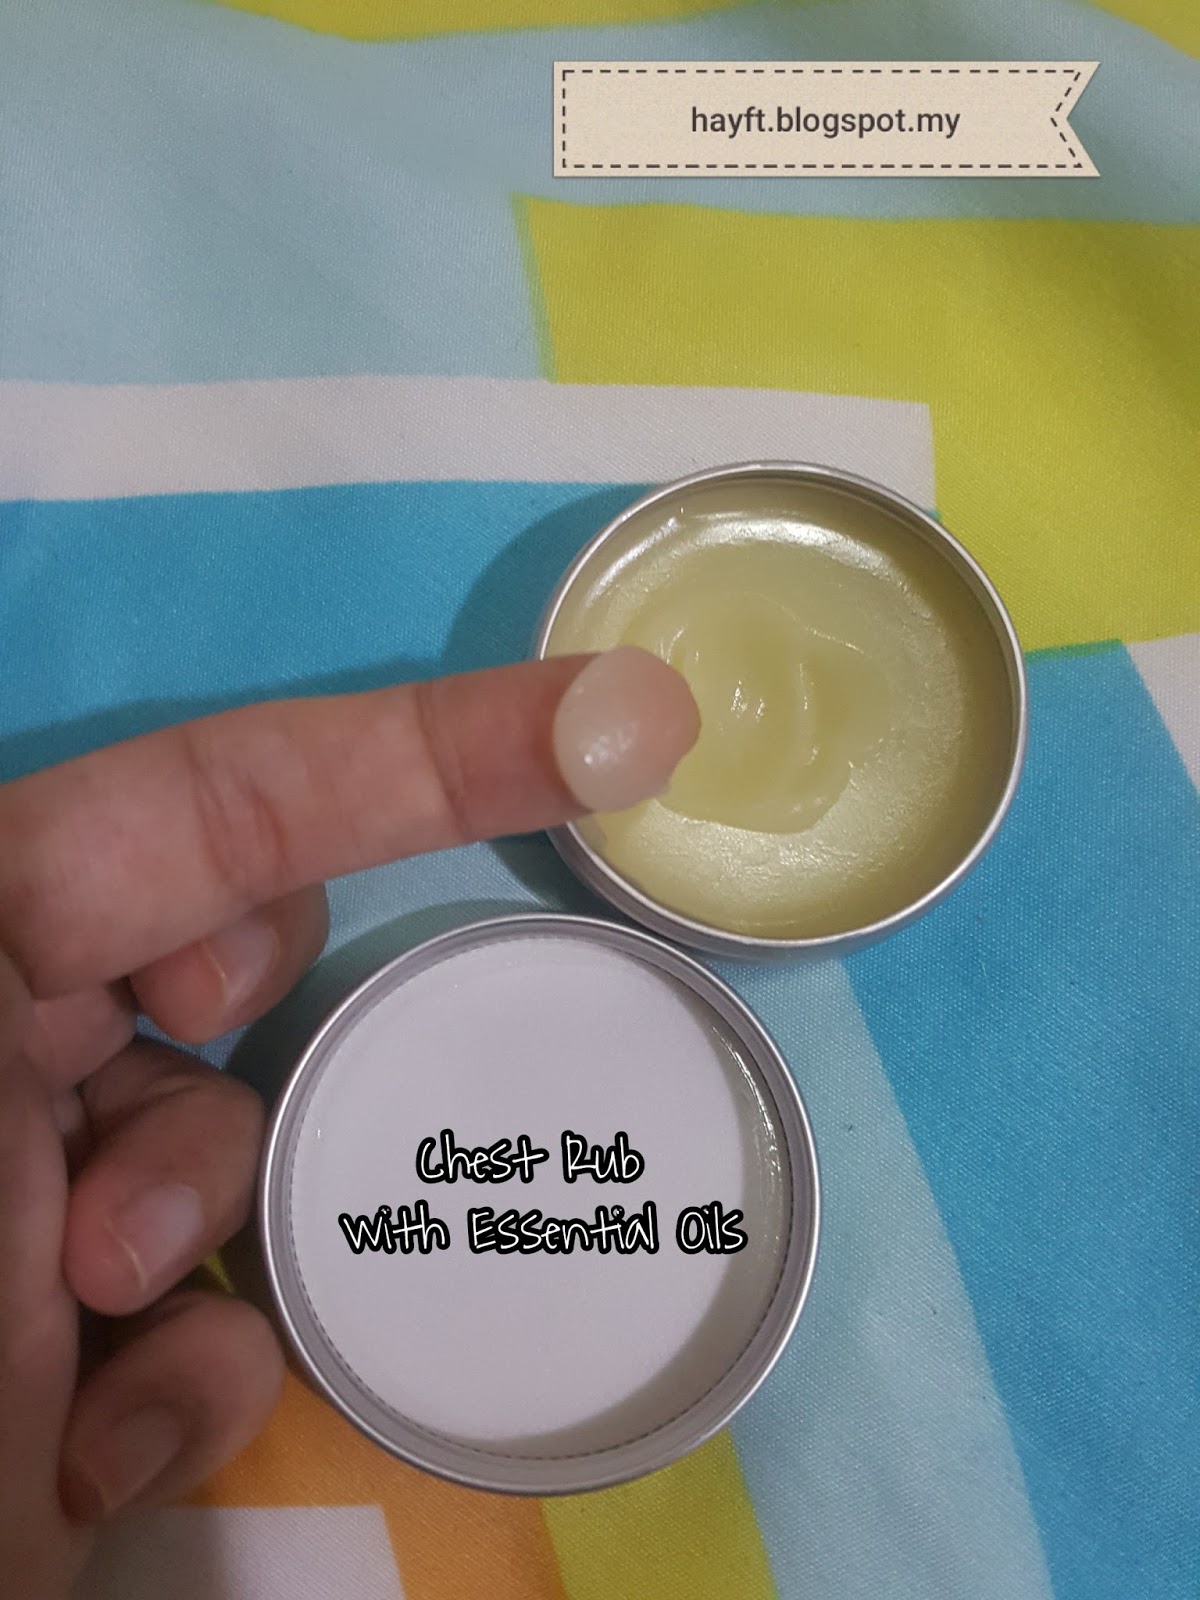 hayft.blogspot.my
Chest Rub
With Essential Oils